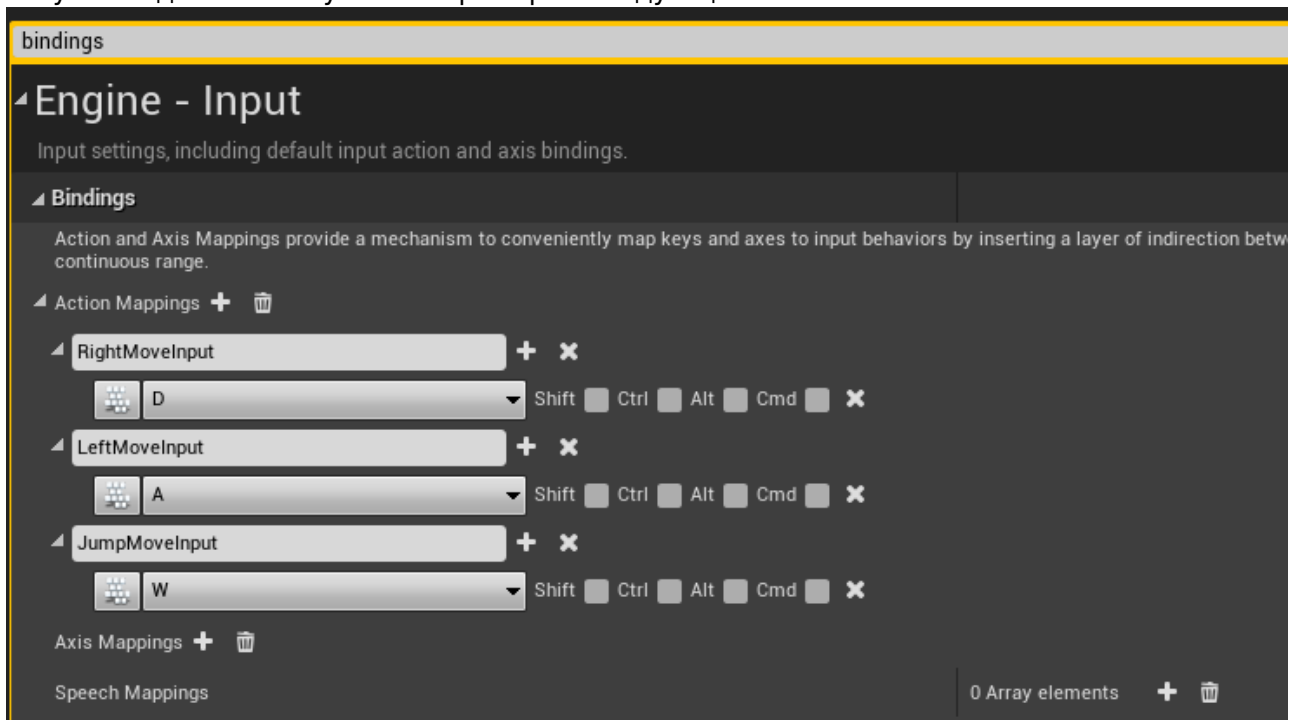 bindings
Engine - Input
Input settings, including default input action and axis bindings.
Bindings
Action and Axis Mappings provide a mechanism to conveniently map keys and axes to input behaviors by inserting a layer of indirection
continuous range.
Action Mappings
RightMoveInput
D Shift Ctrl Alt Cmd
LeftMoveInput
A Shift Ctrl Alt Cmd
JumpMoveInput
W Shift Ctrl Alt Cmd
Axis Mappings
Speech Mappings 0 Array elements